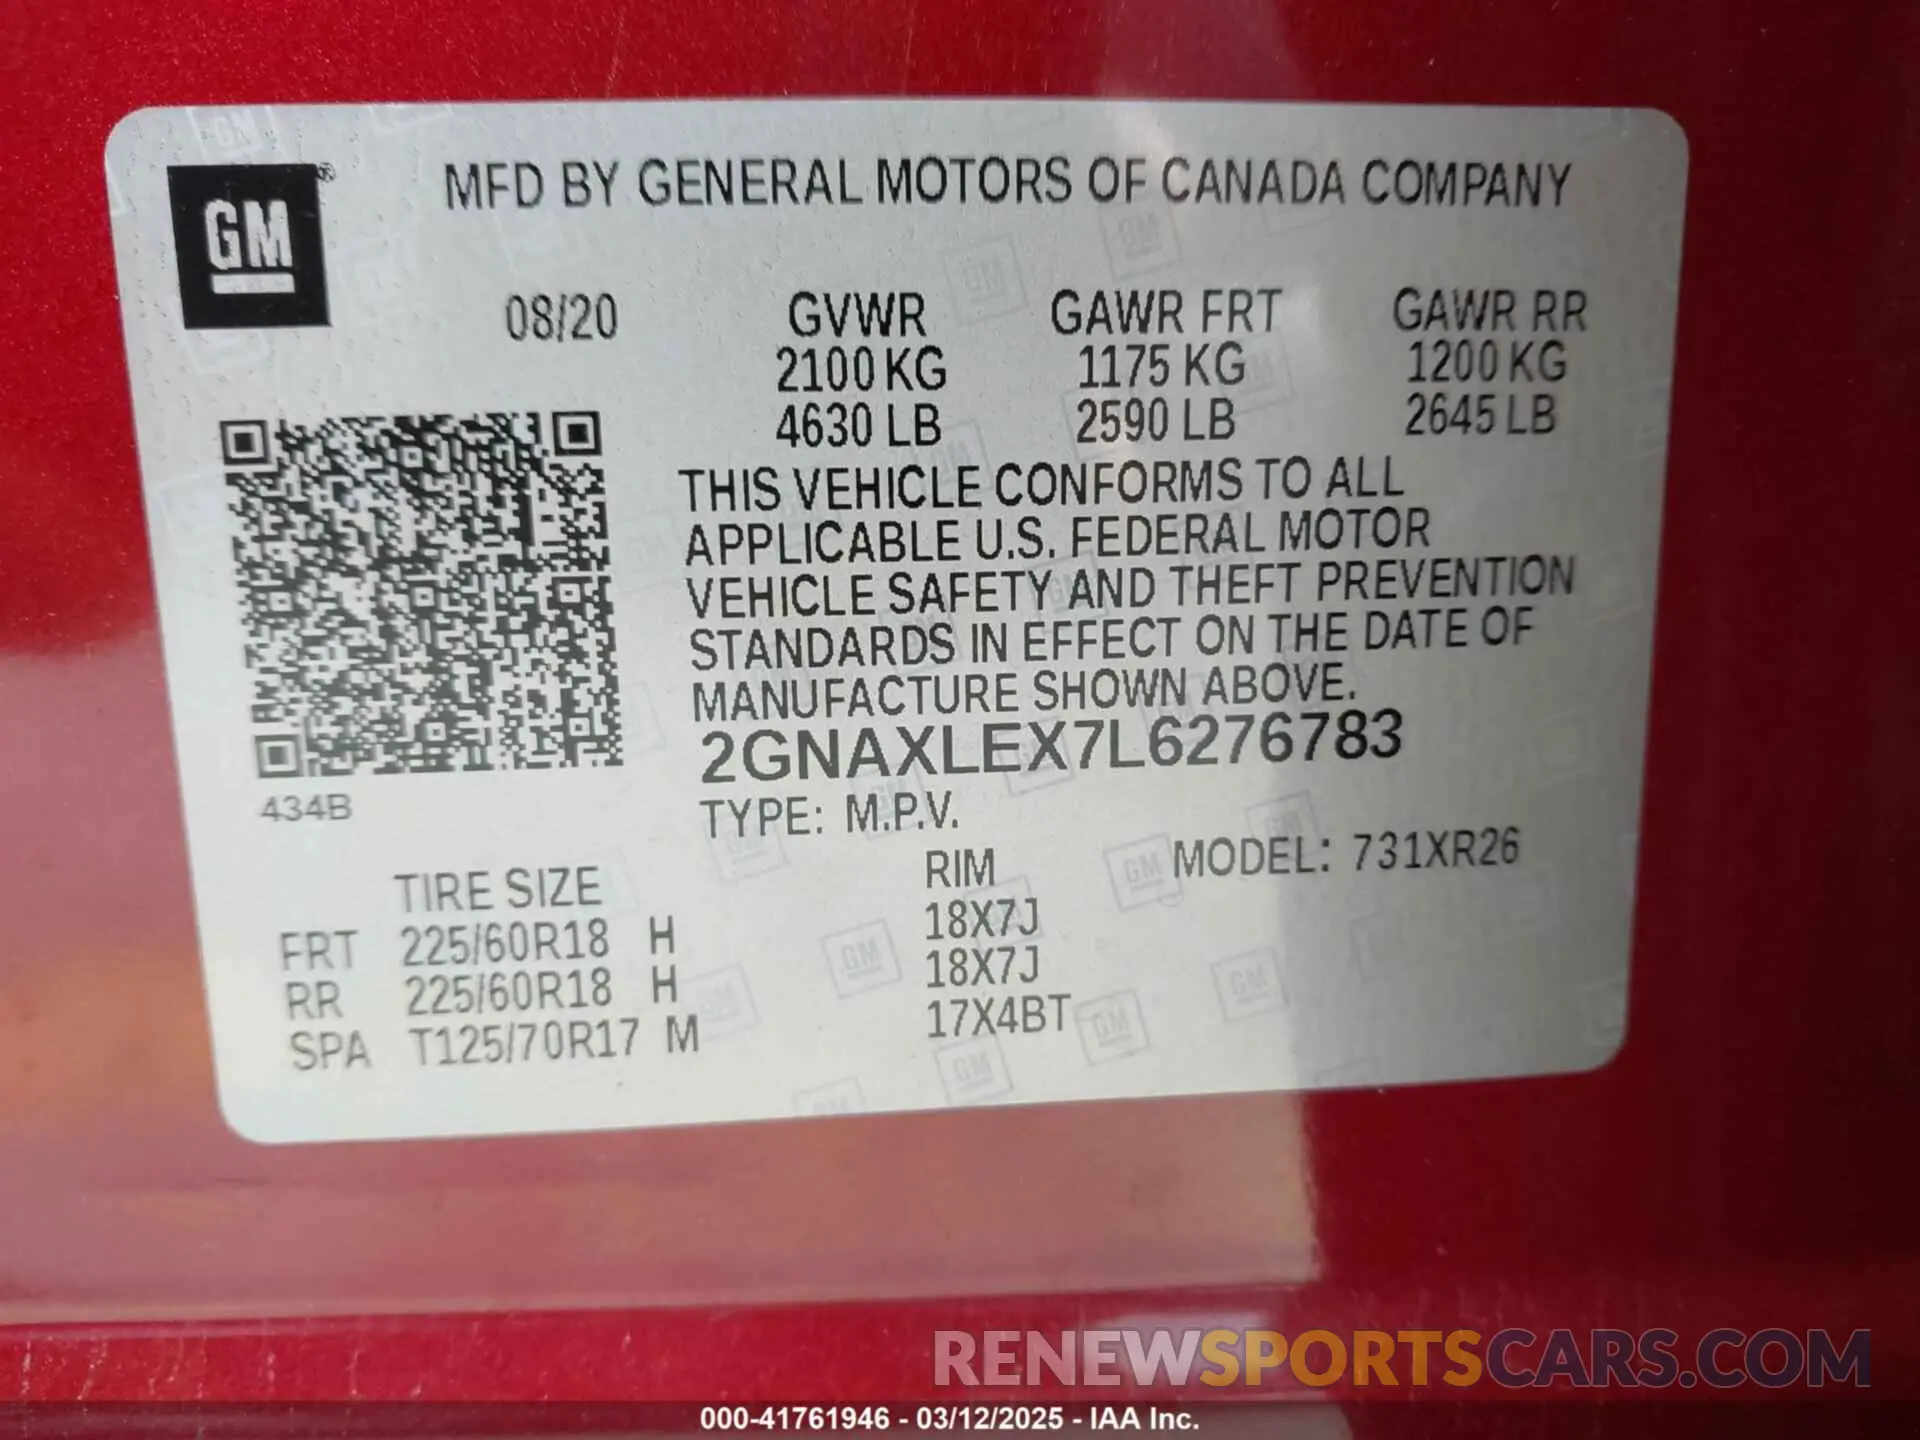 GM
MFD BY GENERAL MOTORS OF CANADA COMPANY
08/20 GVWR GAWR FRT GAWR RR
2100 KG 1175 KG 1200 KG
4630 LB 2590 LB 2645 LB
THIS VEHICLE CONFORMS TO ALL
APPLICABLE U.S. FEDERAL MOTOR
VEHICLE SAFETY AND THEFT PREVENTION
STANDARDS IN EFFECT ON THE DATE OF
MANUFACTURE SHOWN ABOVE.
2GNAXLEX7L6276783
434B
TYPE: M.P.V.
MODEL: 731XR26
TIRE SIZE RIM
FRT 225/60R18 H 18X7J
RR 225/60R18 H 18X7J
SPA T125/70R17 M 17X4BT
RENEWSPORTSCARS.COM
000-41761946 - 03/12/2025 - IAA Inc.